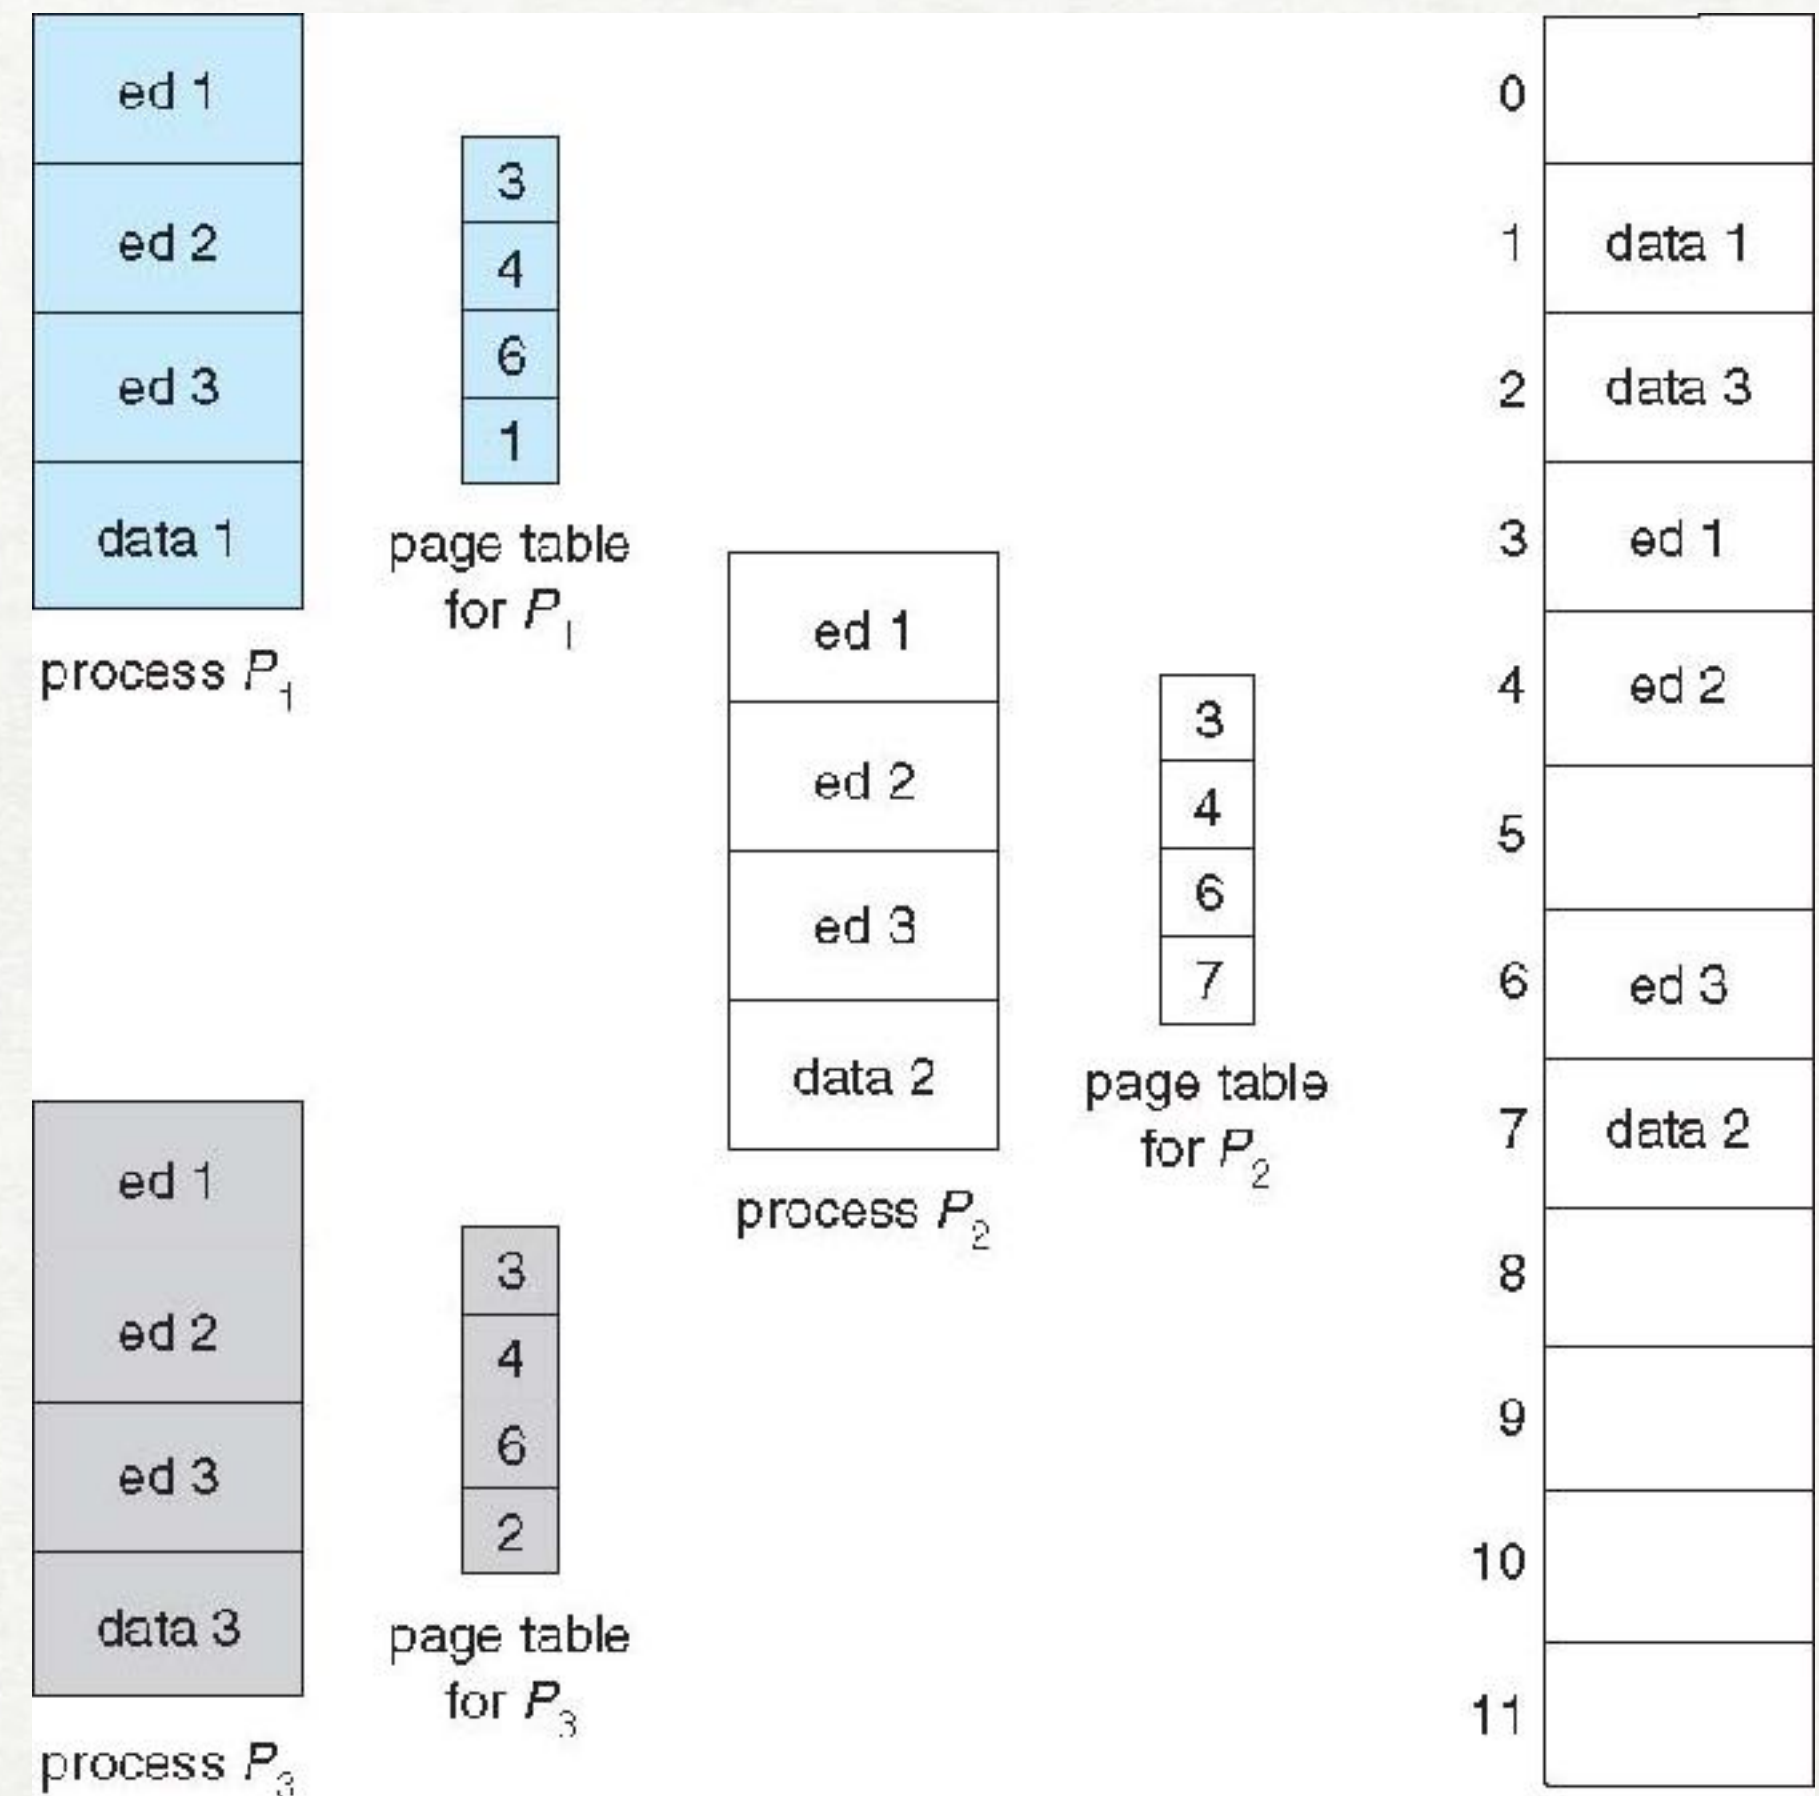 ed 1
ed 2
ed 3
data 1
process P1
3
4
6
1
page table
for P1
ed 1
ed 2
ed 3
data 2
process P2
3
4
6
7
page table
for P2
ed 1
ed 2
ed 3
data 3
process P3
3
4
6
2
page table
for P3
0
1 data 1
2 data 3
3 ed 1
4 ed 2
5
6 ed 3
7 data 2
8
9
10
11